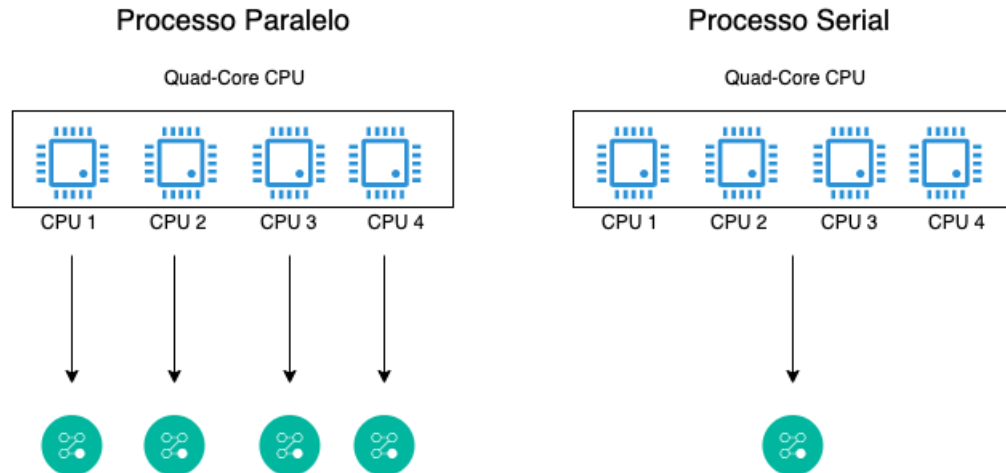 Processo Paralelo
Quad-Core CPU
CPU 1
CPU 2
CPU 3
CPU 4
Processo Serial
Quad-Core CPU
CPU 1
CPU 2
CPU 3
CPU 4